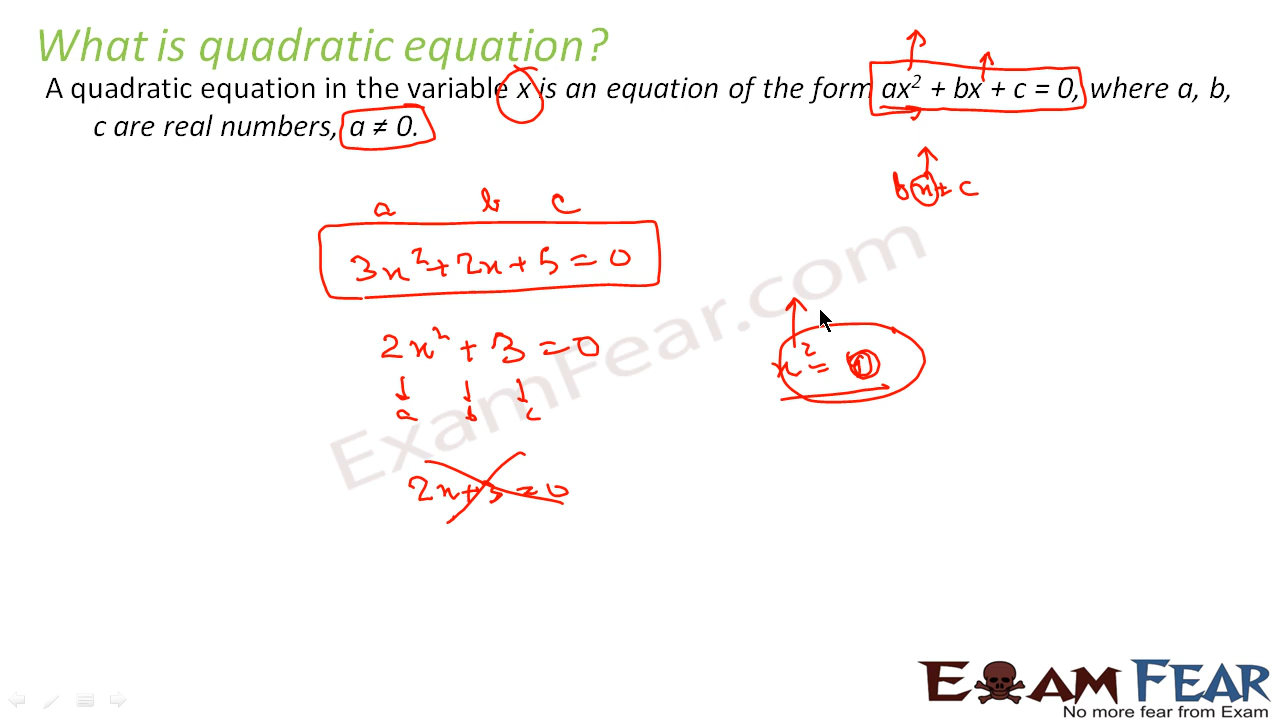 What is quadratic equation?
A quadratic equation in the variable x is an equation of the form ax² + bx + c = 0, where a, b,
c are real numbers, a ≠ 0.
bx + c
a b c
3x² + 2x + 5 = 0
2x² + 3 = 0
a b c
x² = 0
2x + 5 = 0
ExamFear.com
EXAM FEAR
No more fear from Exam